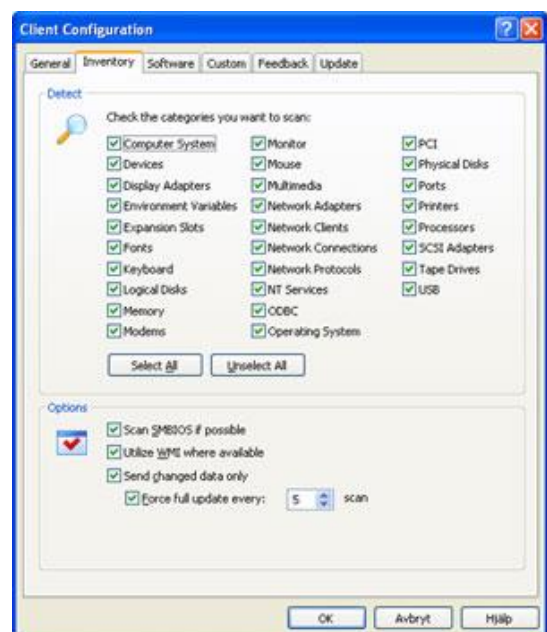 Client Configuration
General Inventory Software Custom Feedback Update
Detect
Check the categories you want to scan:
Computer System Monitor PCI
Devices Mouse Physical Disks
Display Adapters Multimedia Ports
Environment Variables Network Adapters Printers
Expansion Slots Network Clients Processors
Fonts Network Connections SCSI Adapters
Keyboard Network Protocols Tape Drives
Logical Disks NT Services USB
Memory ODBC
Modems Operating System
Select All Unselect All
Options
Scan SMBIOS if possible
Utilize WMI where available
Send changed data only
Force full update every: 5 scan
OK Avbryt Hjälp